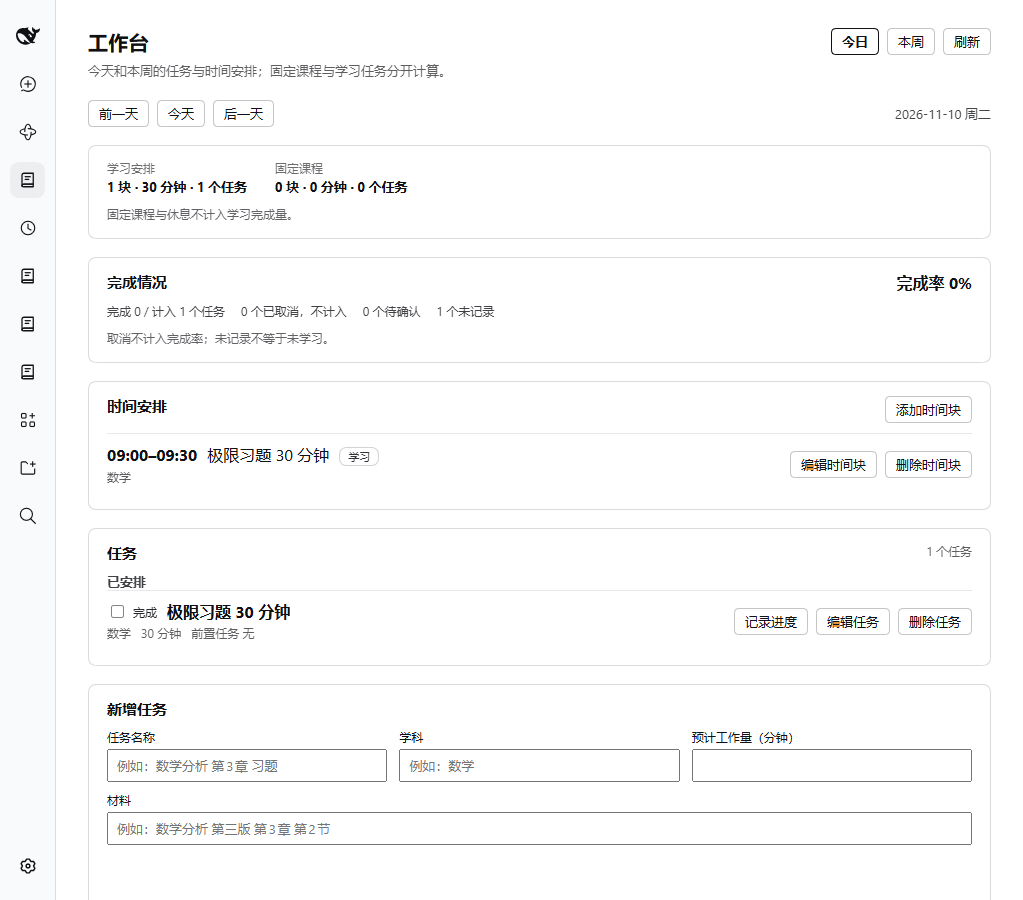 工作台
今日 本周 刷新
今天和本周的任务与时间安排；固定课程与学习任务分开计算。
前一天 今天 后一天 2026-11-10 周二
学习安排 固定课程
1 块 · 30 分钟 · 1 个任务 0 块 · 0 分钟 · 0 个任务
固定课程与休息不计入学习完成量。
完成情况 完成率 0%
完成 0 / 计入 1 个任务 0 个已取消，不计入 0 个待确认 1 个未记录
取消不计入完成率；未记录不等于未学习。
时间安排 添加时间块
09:00–09:30 极限习题 30 分钟 学习
数学
编辑时间块 删除时间块
任务 1 个任务
已安排
完成 极限习题 30 分钟
数学 30 分钟 前置任务 无
记录进度 编辑任务 删除任务
新增任务
任务名称 学科 预计工作量（分钟）
例如：数学分析 第3章 习题 例如：数学
材料
例如：数学分析 第三版 第3章 第2节